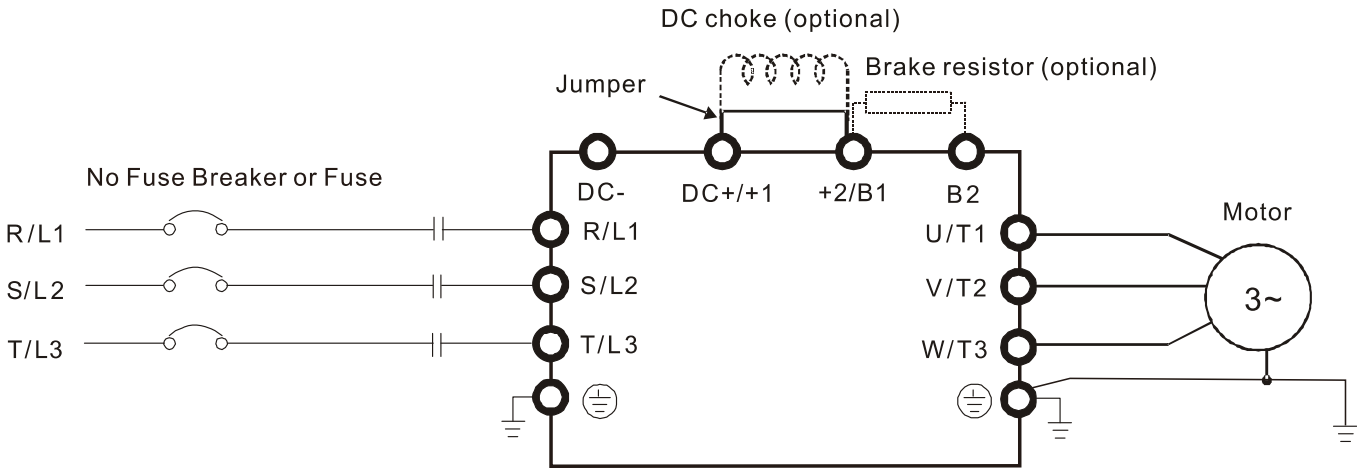 DC choke (optional)
Jumper
Brake resistor (optional)
No Fuse Breaker or Fuse
DC-
DC+/+1
+2/B1
B2
R/L1
R/L1
U/T1
Motor
S/L2
S/L2
V/T2
3~
T/L3
T/L3
W/T3